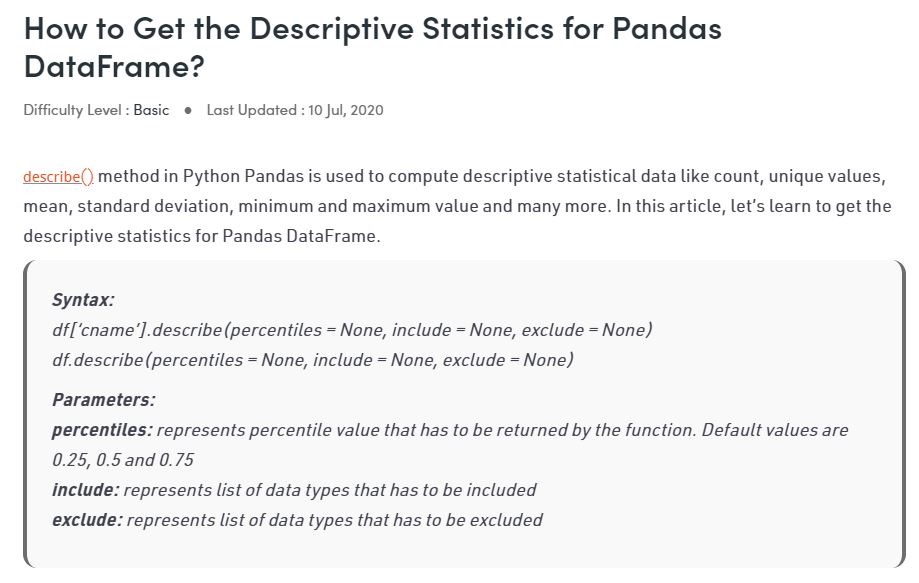 How to Get the Descriptive Statistics for Pandas
DataFrame?
Difficulty Level : Basic ● Last Updated : 10 Jul, 2020
describe() method in Python Pandas is used to compute descriptive statistical data like count, unique values,
mean, standard deviation, minimum and maximum value and many more. In this article, let’s learn to get the
descriptive statistics for Pandas DataFrame.
Syntax:
df[‘cname‘].describe(percentiles = None, include = None, exclude = None)
df.describe(percentiles = None, include = None, exclude = None)
Parameters:
percentiles: represents percentile value that has to be returned by the function. Default values are
0.25, 0.5 and 0.75
include: represents list of data types that has to be included
exclude: represents list of data types that has to be excluded